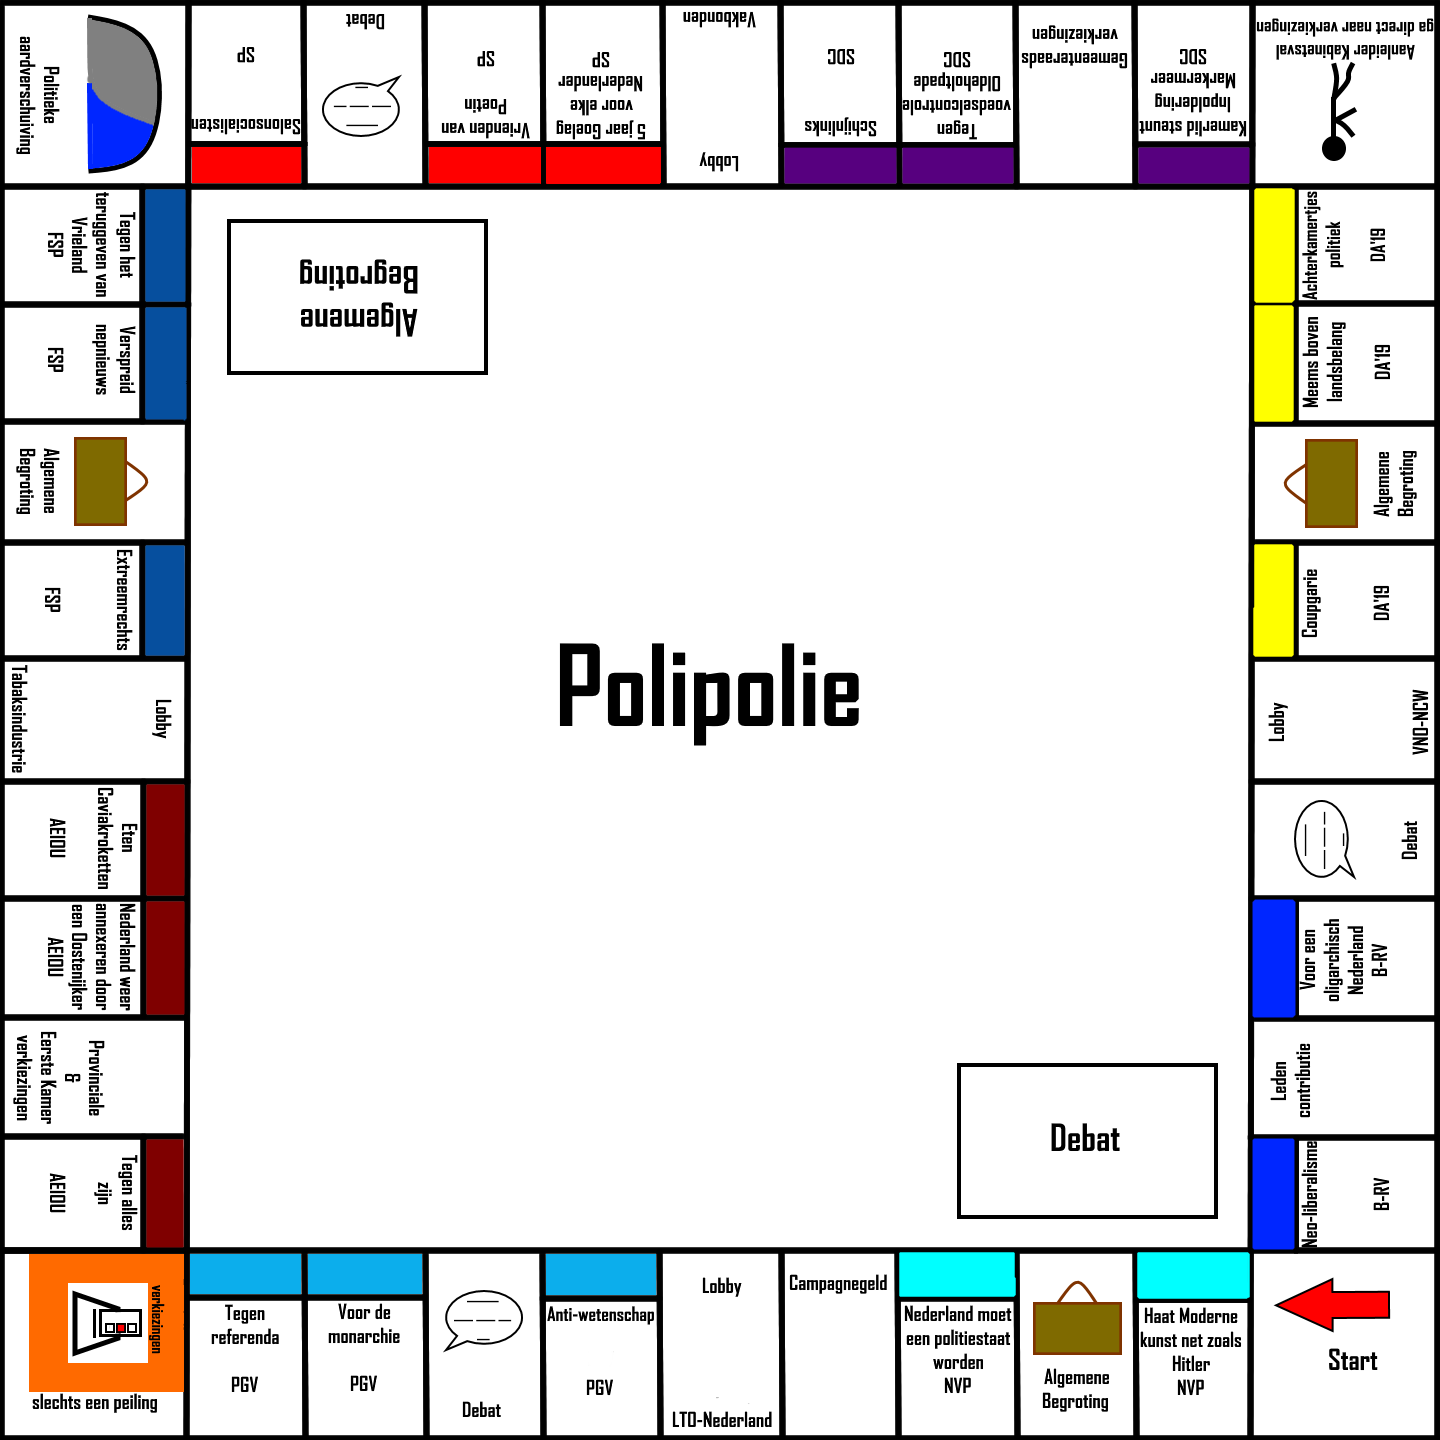 Start
Haat Moderne
kunst net zoals
Hitler
NVP
Algemene
Begroting
Nederland moet
een politiestaat
worden
NVP
Campagnegeld
Lobby
LTO-Nederland
Anti-wetenschap
PGV
Debat
Voor de
monarchie
PGV
Tegen
referenda
PGV
verkiezingen
slechts een peiling
Tegen alles
zijn
AEIOU
Provinciale
&
Eerste Kamer
verkiezingen
Nederland weer
annexeren door
een Oostenijker
AEIOU
Eten
Caviakroketten
AEIOU
Lobby
Tabaksindustrie
Extreemrechts
FSP
Algemene
Begroting
Verspreid
nepnieuws
FSP
Tegen het
teruggeven van
Vrieland
FSP
Politieke
aardverschuiving
Salonsocialisten
SP
Debat
Vrienden van
Poetin
SP
5 jaar Goelag
voor elke
Nederlander
SP
Lobby
Vakbonden
Schijnlinks
SDC
Tegen
voedselcontrole
Oldeholtpade
SDC
Gemeenteraads
verkiezingen
Kamerlid steunt
Inpoldering
Markermeer
SDC
Aanleider Kabinetsval
ga direct naar verkiezingen
Achterkamertjes
politiek
DA'19
Meems boven
landsbelang
DA'19
Algemene
Begroting
Coupgarie
DA'19
Lobby
VNO-NCW
Debat
Voor een
oligarchisch
Nederland
B-RV
Leden
contributie
Neo-liberalisme
B-RV
Algemene
Begroting
Polipolie
Debat